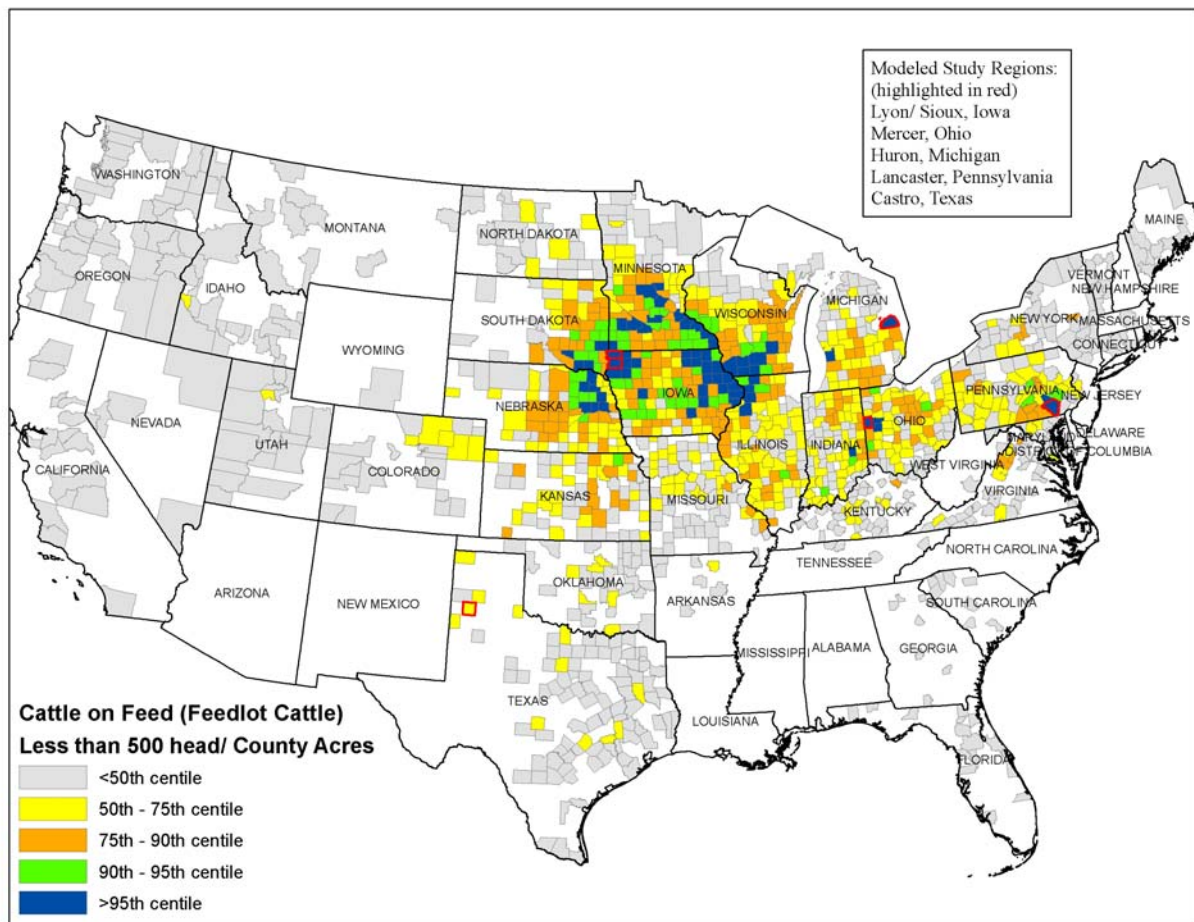 Modeled Study Regions:
(highlighted in red)
Lyon/ Sioux, Iowa
Mercer, Ohio
Huron, Michigan
Lancaster, Pennsylvania
Castro, Texas
WASHINGTON
MONTANA
NORTH DAKOTA
MINNESOTA
MAINE
OREGON
IDAHO
SOUTH DAKOTA
WISCONSIN
MICHIGAN
VERMONT
NEW HAMPSHIRE
NEW YORK
MASSACHUSETTS
CONNECTICUT
WYOMING
NEBRASKA
IOWA
PENNSYLVANIA
NEW JERSEY
NEVADA
UTAH
COLORADO
ILLINOIS
INDIANA
OHIO
MARYLAND
DELAWARE
DISTRICT OF COLUMBIA
CALIFORNIA
KANSAS
MISSOURI
WEST VIRGINIA
VIRGINIA
KENTUCKY
ARIZONA
NEW MEXICO
OKLAHOMA
ARKANSAS
TENNESSEE
NORTH CAROLINA
SOUTH CAROLINA
MISSISSIPPI
ALABAMA
GEORGIA
TEXAS
LOUISIANA
FLORIDA
Cattle on Feed (Feedlot Cattle)
Less than 500 head/ County Acres
<50th centile
50th - 75th centile
75th - 90th centile
90th - 95th centile
>95th centile